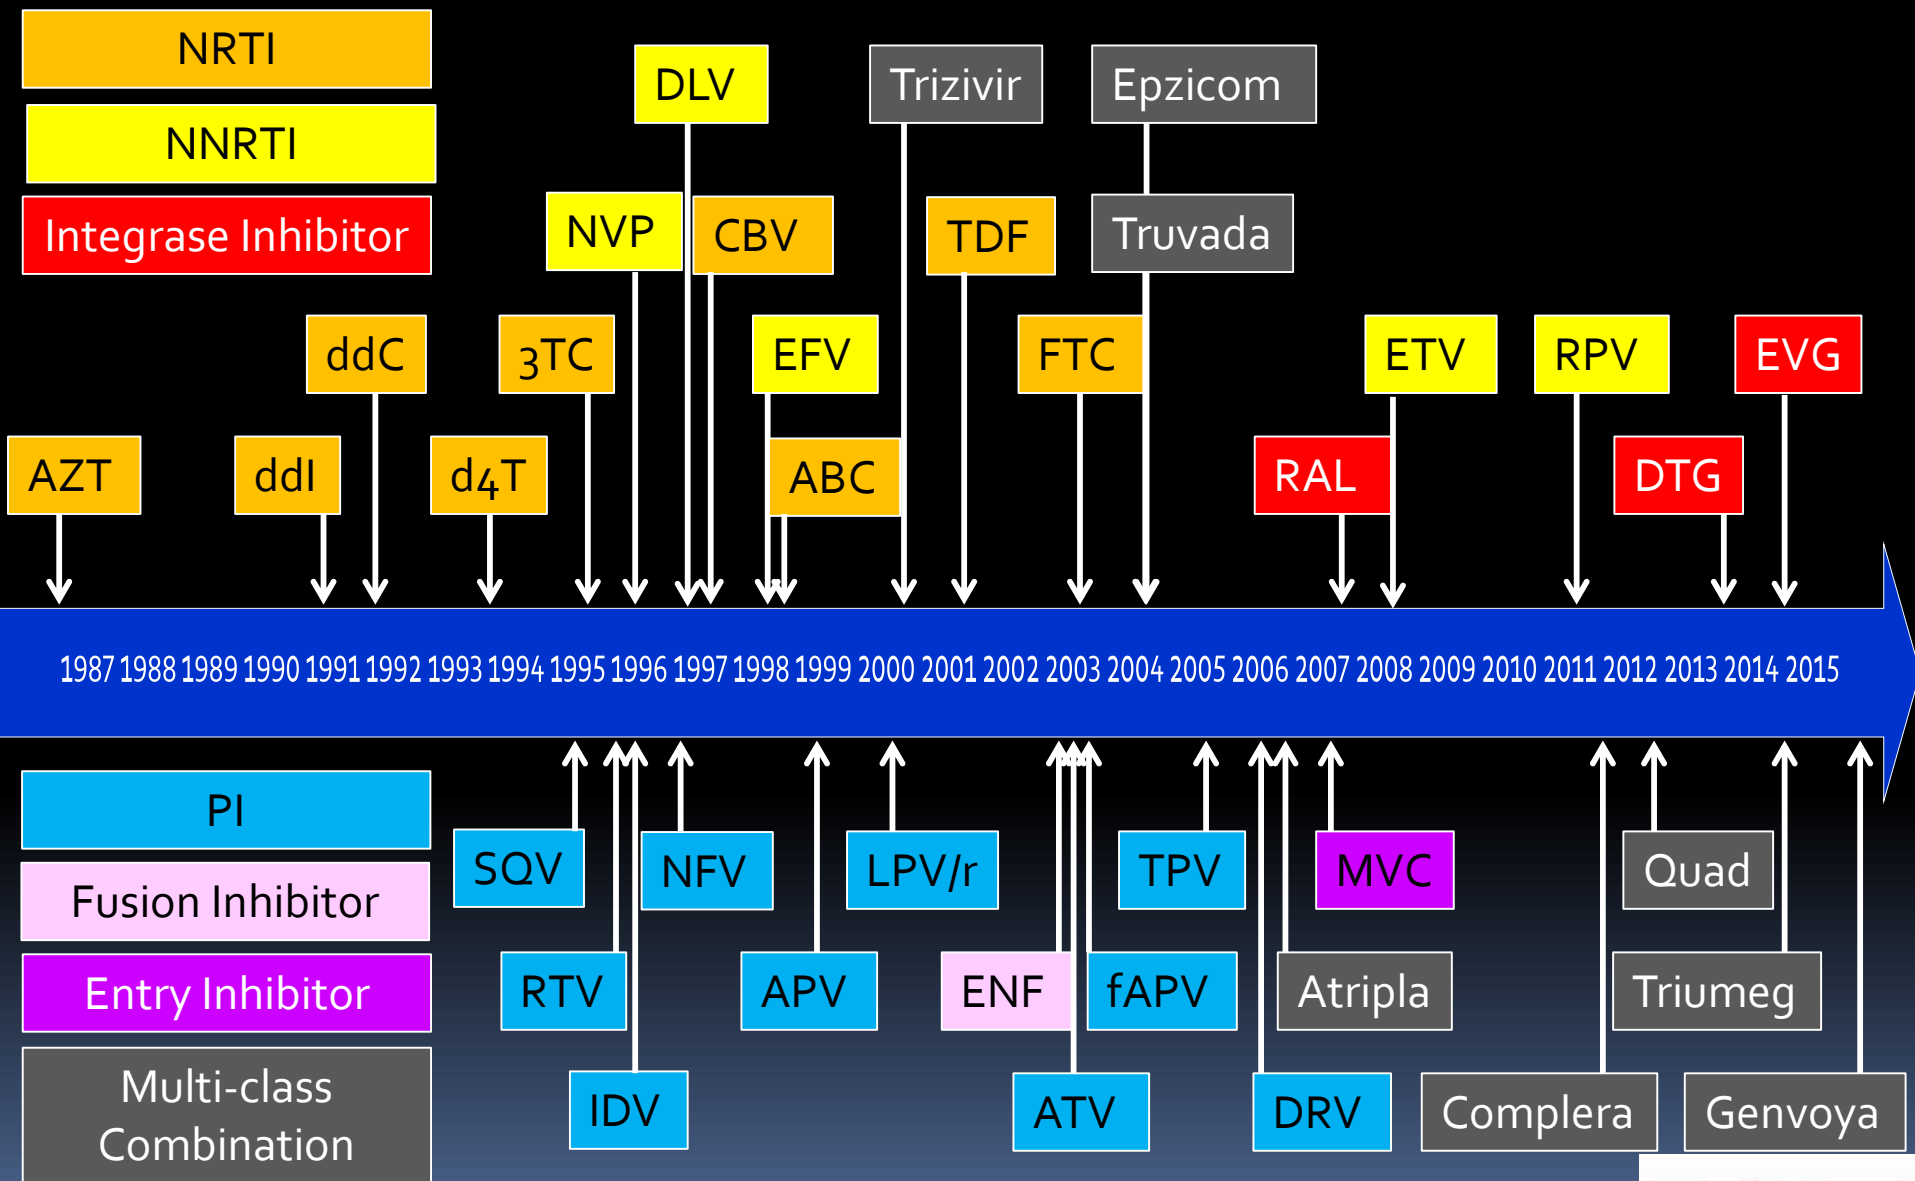 NRTI
NNRTI
Integrase Inhibitor
DLV
Trizivir
Epzicom
NVP
CBV
TDF
Truvada
ddC
3TC
EFV
FTC
ETV
RPV
EVG
AZT
ddI
d4T
ABC
RAL
DTG
1987 1988 1989 1990 1991 1992 1993 1994 1995 1996 1997 1998 1999 2000 2001 2002 2003 2004 2005 2006 2007 2008 2009 2010 2011 2012 2013 2014 2015
PI
Fusion Inhibitor
Entry Inhibitor
Multi-class
Combination
SQV
NFV
LPV/r
TPV
MVC
Quad
RTV
APV
ENF
fAPV
Atripla
Triumeg
IDV
ATV
DRV
Complera
Genvoya